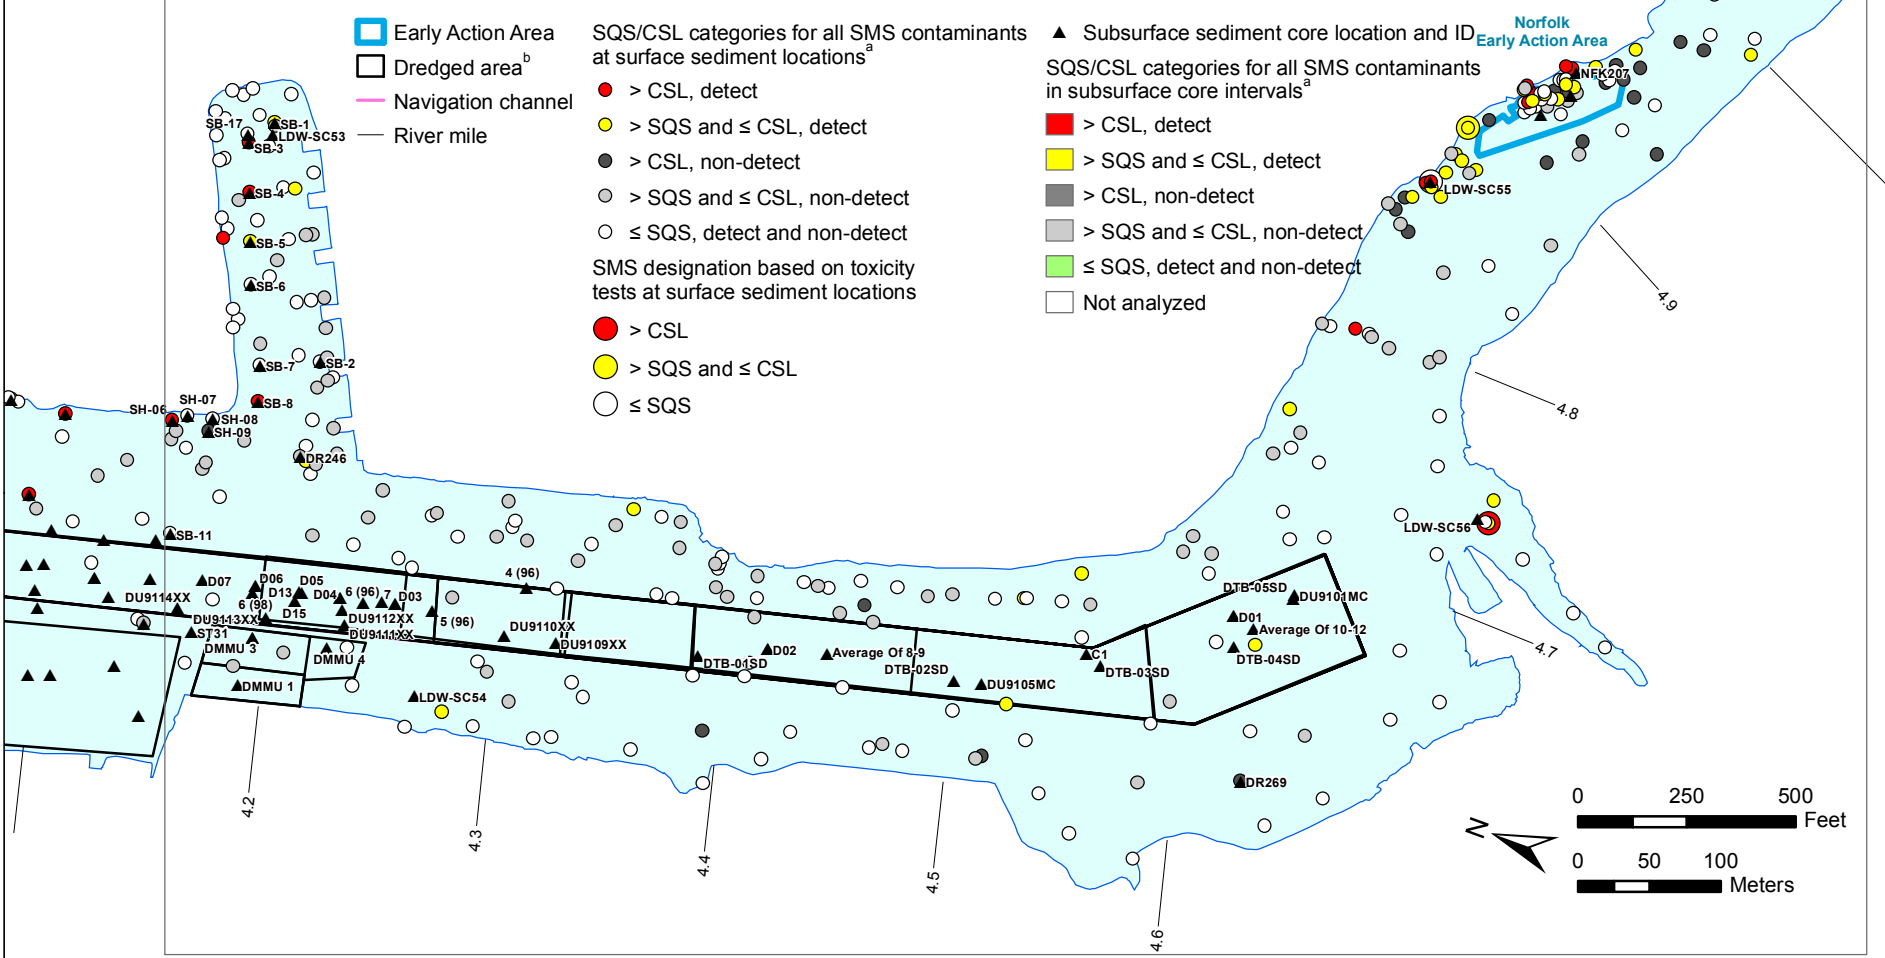 Early Action Area
Dredged areab
Navigation channel
River mile
SQS/CSL categories for all SMS contaminants
at surface sediment locationsa
> CSL, detect
> SQS and ≤ CSL, detect
> CSL, non-detect
> SQS and ≤ CSL, non-detect
≤ SQS, detect and non-detect
SMS designation based on toxicity
tests at surface sediment locations
> CSL
> SQS and ≤ CSL
≤ SQS
Subsurface sediment core location and ID
SQS/CSL categories for all SMS contaminants
in subsurface core intervalsa
> CSL, detect
> SQS and ≤ CSL, detect
> CSL, non-detect
> SQS and ≤ CSL, non-detect
≤ SQS, detect and non-detect
Not analyzed
Norfolk
Early Action Area
NFK207
LDW-SC55
SB-17
SB-1
LDW-SC53
SB-3
SB-4
SB-5
SB-6
SB-7
SB-2
SB-8
SH-06
SH-07
SH-08
SH-09
DR246
SB-11
4.9
4.8
LDW-SC56
4.7
D07
DU9114XX
D06
D05
D13
D04
6 (96)
7
D03
6 (98)
D15
DU9113XX
DU9112XX
DU9111XX
5 (96)
4 (96)
ST31
DMMU 3
DMMU 4
DMMU 1
DU9110XX
DU9109XX
LDW-SC54
DTB-01SD
D02
Average Of 8-9
DTB-02SD
DU9105MC
C1
DTB-03SD
DTB-05SD
DU9101MC
D01
Average Of 10-12
DTB-04SD
DR269
4.2
4.3
4.4
4.5
4.6
N
0 250 500
Feet
0 50 100
Meters